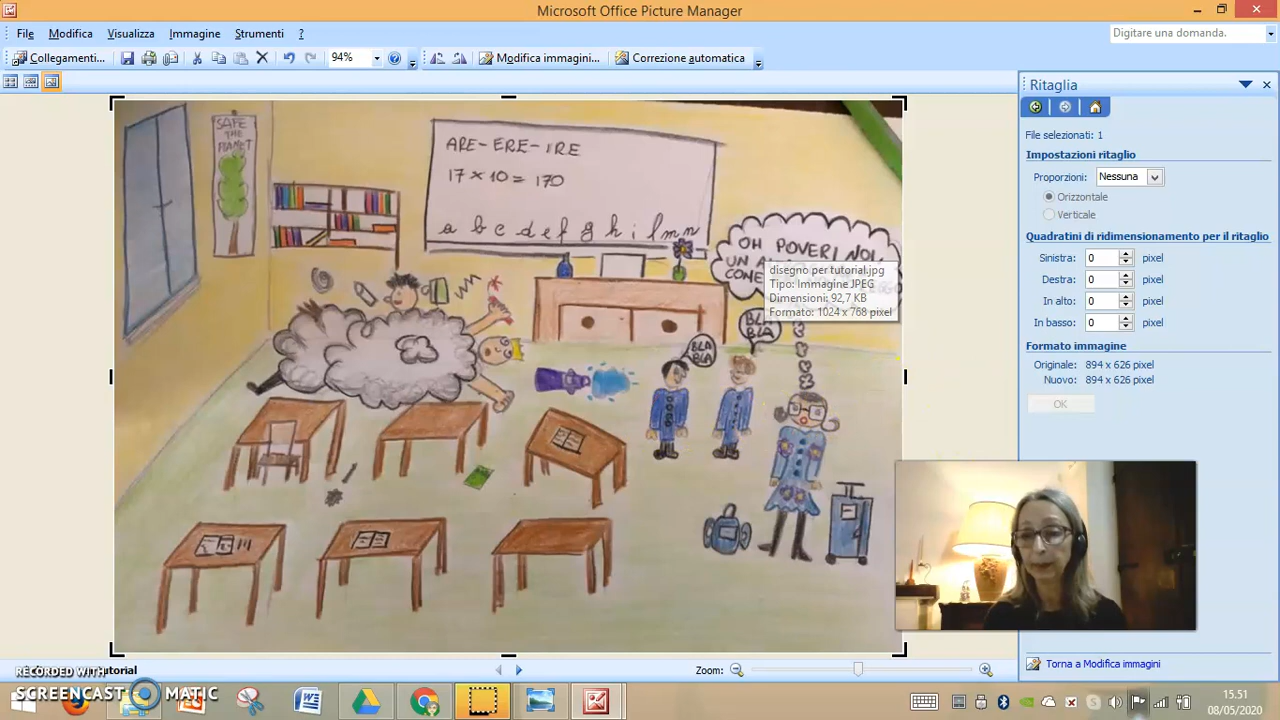 Microsoft Office Picture Manager
File Modifica Visualizza Immagine Strumenti ?
Digitare una domanda.
Collegamenti... 94% Modifica immagini... Correzione automatica
Ritaglia
File selezionati: 1
Impostazioni ritaglio
Proporzioni: Nessuna
Orizzontale
Verticale
Quadratini di ridimensionamento per il ritaglio
Sinistra: 0 pixel
Destra: 0 pixel
In alto: 0 pixel
In basso: 0 pixel
Formato immagine
Originale: 894 x 626 pixel
Nuovo: 894 x 626 pixel
OK
Torna a Modifica immagini
SAFE
THE
PLANET
ARE-ERE-IRE
17 x 10 = 170
a b c d e f g h i l m n
OH POVERI NOI
UN
disegno per tutorial.jpg
Tipo: Immagine JPEG
Dimensioni: 92,7 KB
Formato: 1024 x 768 pixel
BLA
BLA
BLA
BLA
tutorial
Zoom:
RECORDED WITH
SCREENCAST MATIC
15.51
08/05/2020